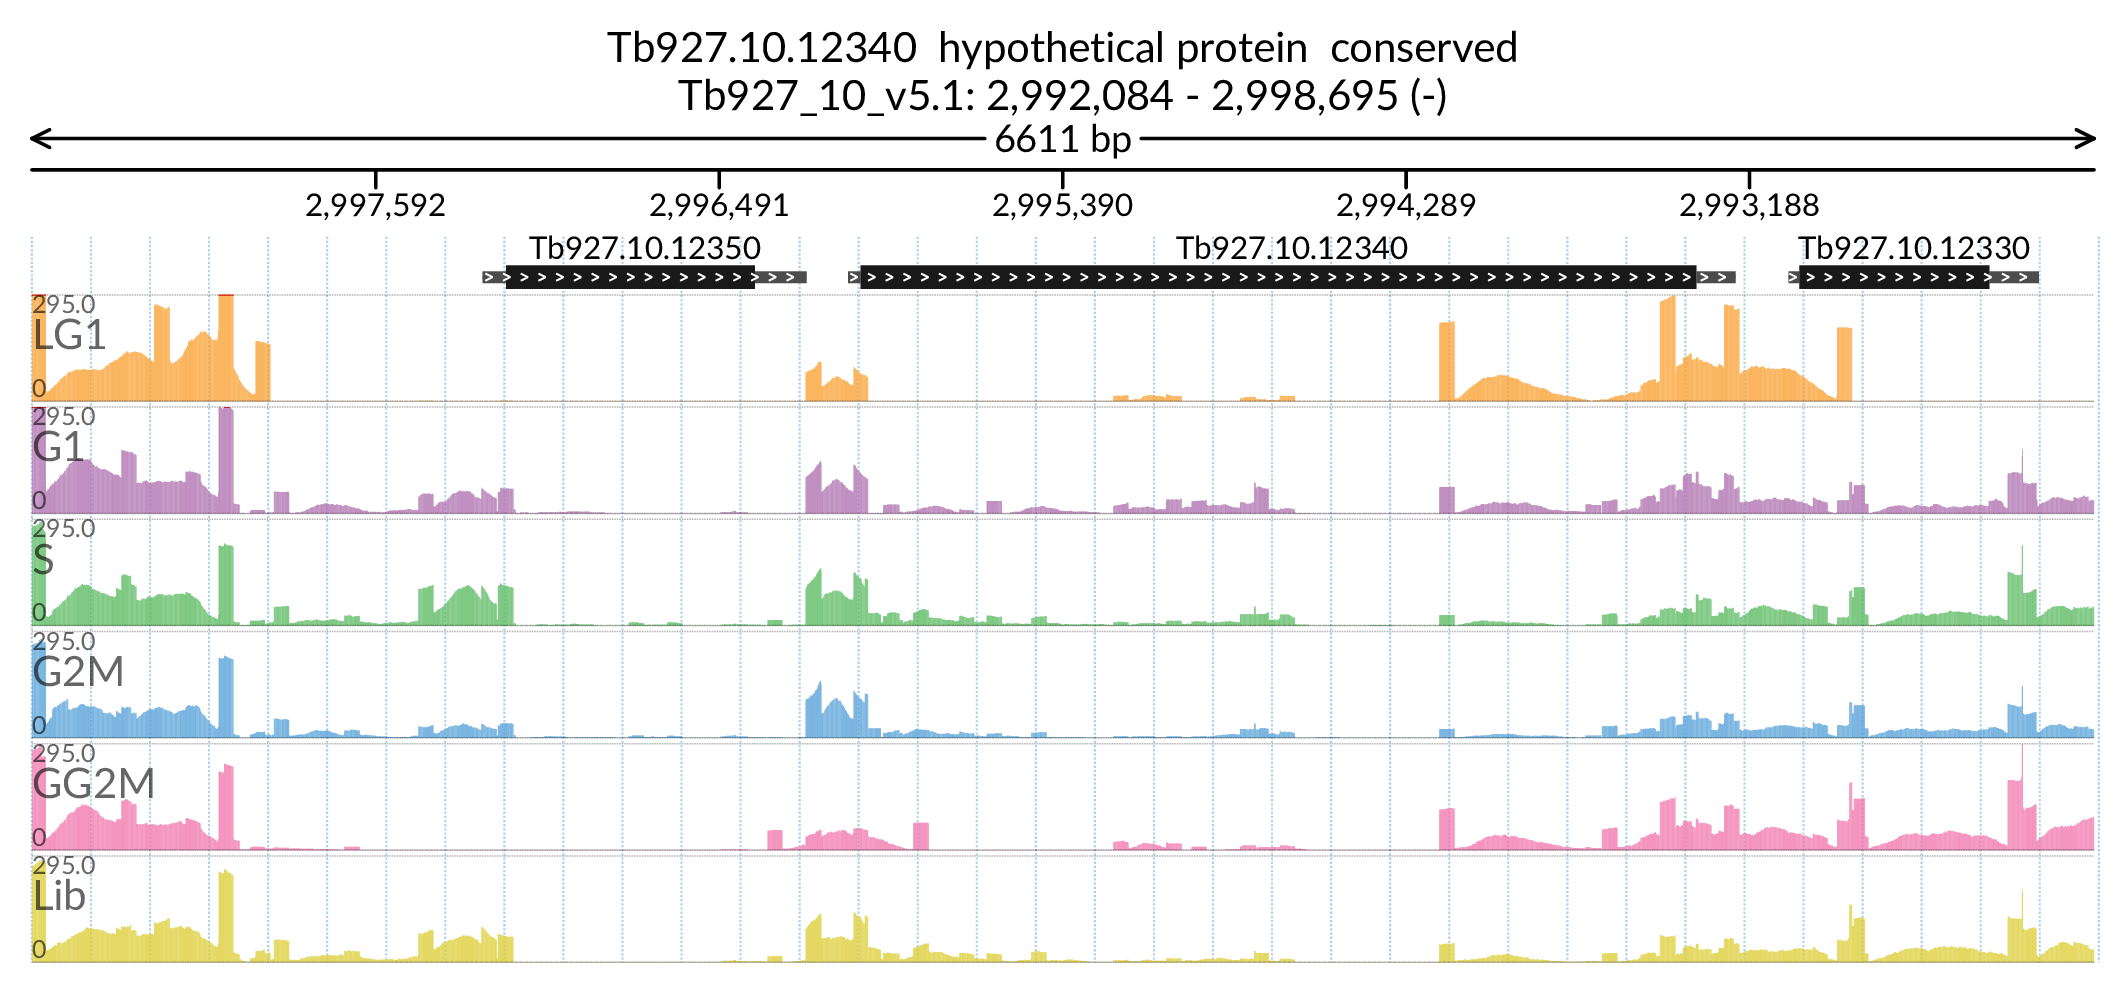 Tb927.10.12340 hypothetical protein conserved
Tb927_10_v5.1: 2,992,084 - 2,998,695 (-)
6611 bp
2,997,592 2,996,491 2,995,390 2,994,289 2,993,188
Tb927.10.12350 Tb927.10.12340 Tb927.10.12330
295.0
LG1
0
295.0
G1
0
295.0
S
0
295.0
G2M
0
295.0
GG2M
0
295.0
Lib
0